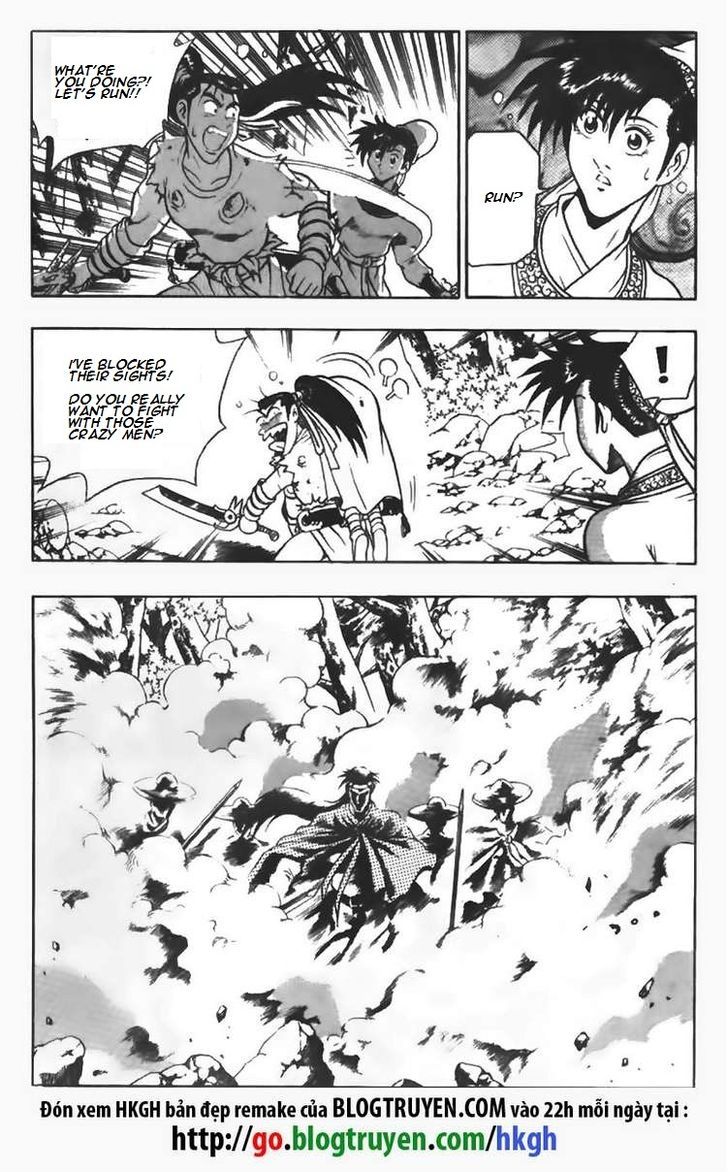 WHAT'RE
YOU DOING?!
LET'S RUN!!
RUN?
I'VE BLOCKED
THEIR SIGHTS!
DO YOU REALLY
WANT TO FIGHT
WITH THOSE
CRAZY MEN?
!
Đón xem HKGH bản đẹp remake của BLOGTRUYEN.COM vào 22h mỗi ngày tại :
http://go.blogtruyen.com/hkgh